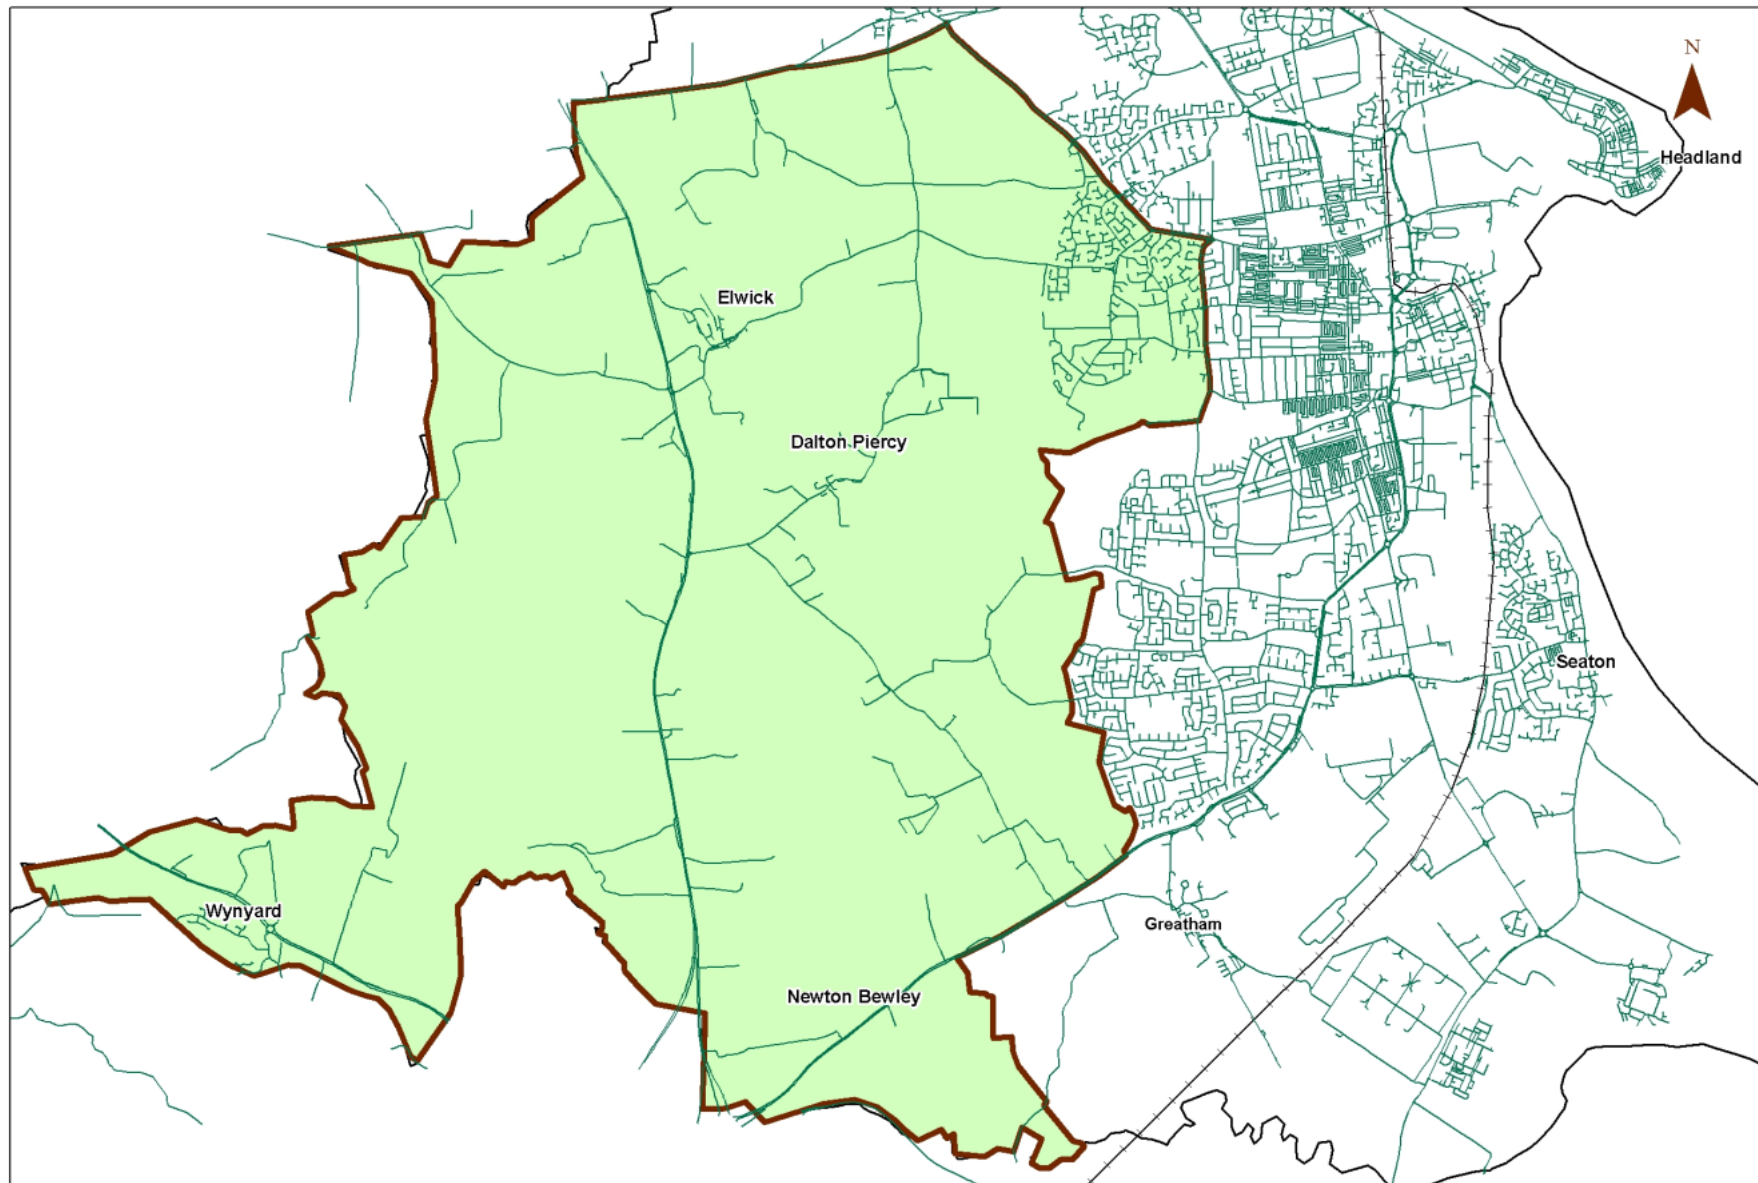 N
Headland
Elwick
Dalton Piercy
Seaton
Wynyard
Greatham
Newton Bewley